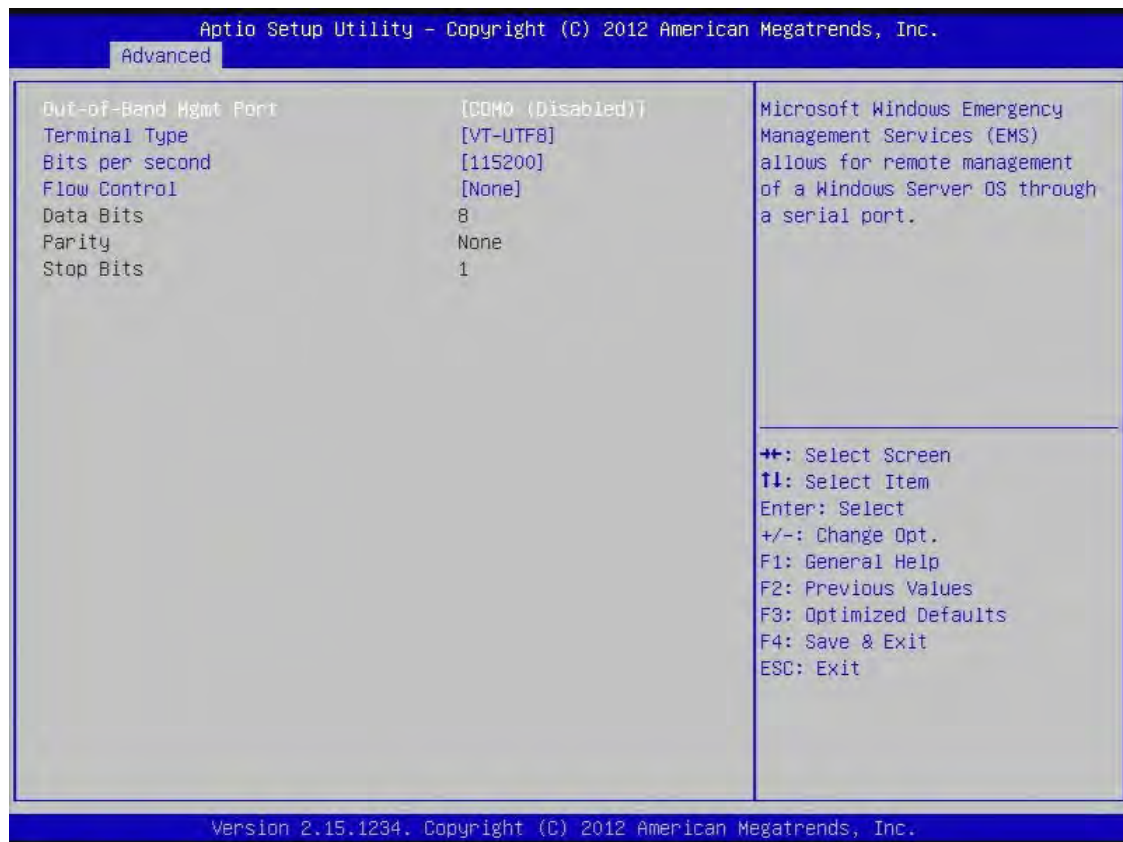 Aptio Setup Utility – Copyright (C) 2012 American Megatrends, Inc.
Advanced
Out-of-Band Mgmt Port [COM0 (Disabled)]
Terminal Type [VT-UTF8]
Bits per second [115200]
Flow Control [None]
Data Bits 8
Parity None
Stop Bits 1
Microsoft Windows Emergency
Management Services (EMS)
allows for remote management
of a Windows Server OS through
a serial port.
→←: Select Screen
↑↓: Select Item
Enter: Select
+/-: Change Opt.
F1: General Help
F2: Previous Values
F3: Optimized Defaults
F4: Save & Exit
ESC: Exit
Version 2.15.1234. Copyright (C) 2012 American Megatrends, Inc.